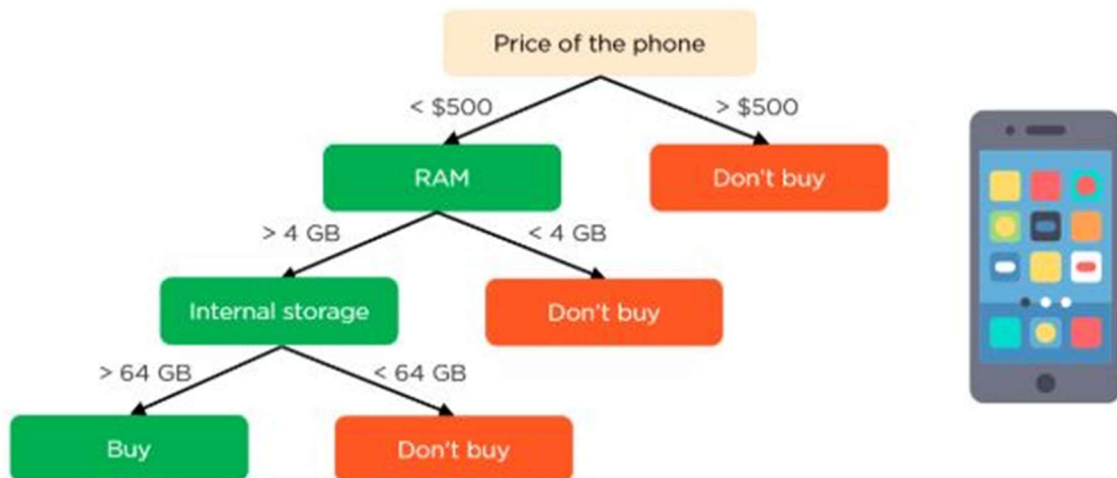 Price of the phone
< $500
> $500
RAM
Don't buy
> 4 GB
< 4 GB
Internal storage
Don't buy
> 64 GB
< 64 GB
Buy
Don't buy